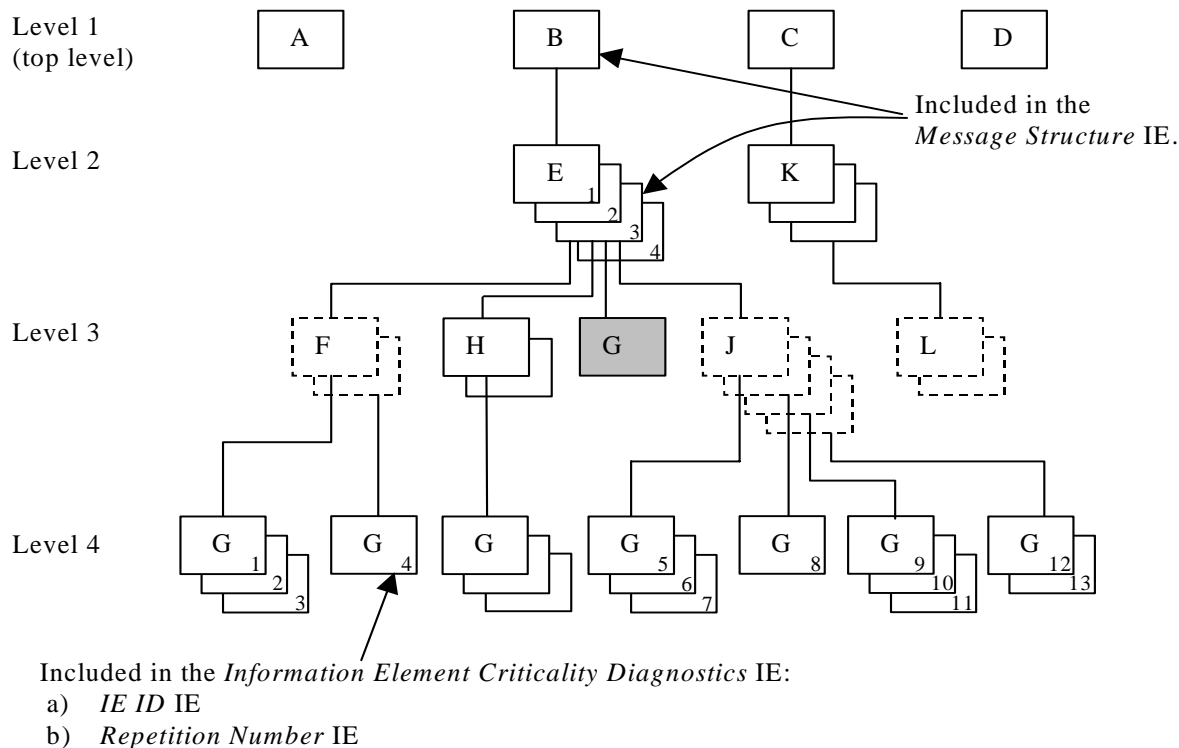 Level 1
(top level)
A
B
C
D
Included in the
Message Structure IE.
Level 2
E
1
2
3
4
K
Level 3
F
H
G
J
L
Level 4
G
1
2
3
G
4
G
G
5
6
7
G
8
G
9
10
11
G
12
13
Included in the Information Element Criticality Diagnostics IE:
a) IE ID IE
b) Repetition Number IE